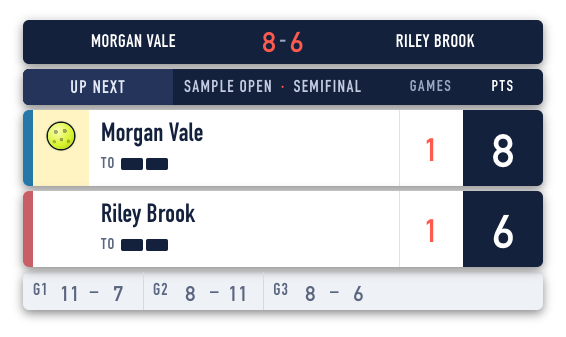 MORGAN VALE 8-6 RILEY BROOK
UP NEXT SAMPLE OPEN · SEMIFINAL GAMES PTS
Morgan Vale 1 8
TO
Riley Brook 1 6
TO
G1 11 – 7 G2 8 – 11 G3 8 – 6